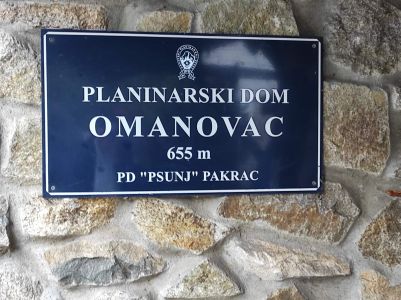 PLANINARSKI DOM
OMANOVAC
655 m
PD "PSUNJ" PAKRAC